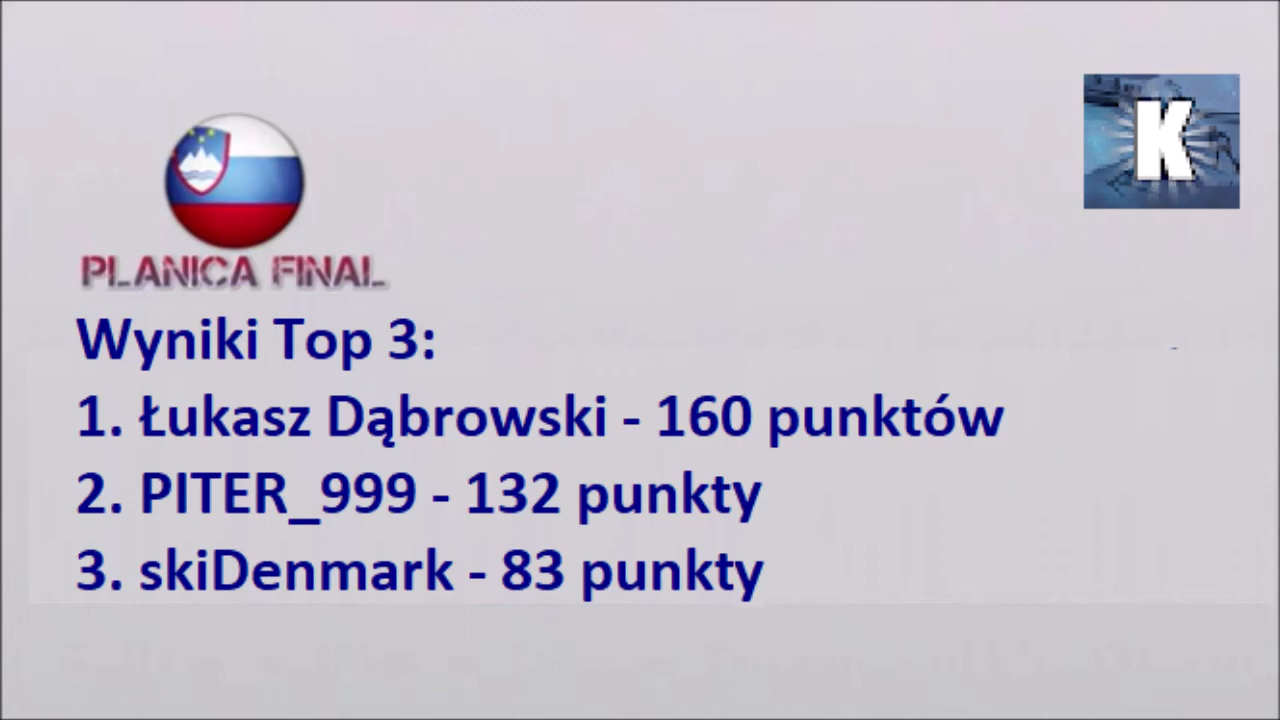 K
PLANICA FINAL
Wyniki Top 3:
1. Łukasz Dąbrowski - 160 punktów
2. PITER_999 - 132 punkty
3. skiDenmark - 83 punkty